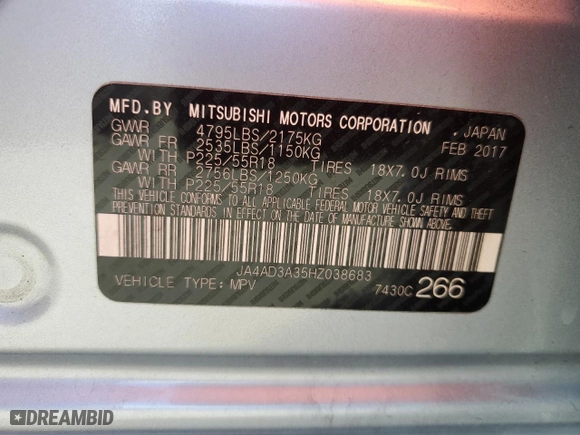 MFD.BY MITSUBISHI MOTORS CORPORATION , JAPAN
GVWR 4795LBS/2175KG FEB 2017
GAWR FR 2535LBS/1150KG
WITH P225/55R18 TIRES 18X7.0J RIMS
GAWR RR 2756LBS/1250KG
WITH P225/55R18 TIRES 18X7.0J RIMS
THIS VEHICLE CONFORMS TO ALL APPLICABLE FEDERAL MOTOR VEHICLE SAFETY AND THEFT
PREVENTION STANDARDS IN EFFECT ON THE DATE OF MANUFACTURE SHOWN ABOVE.
JA4AD3A35HZ038683
VEHICLE TYPE: MPV 7430C 266
DREAMBID